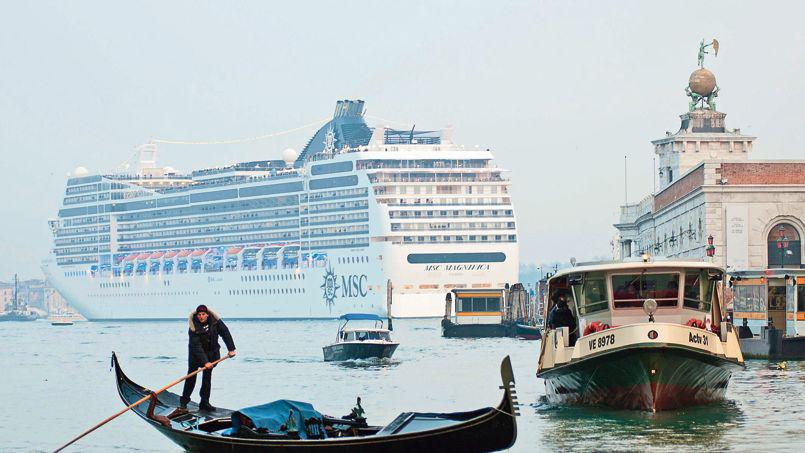 MSC
MSC MAGNIFICA
VE 8978
Actv 31